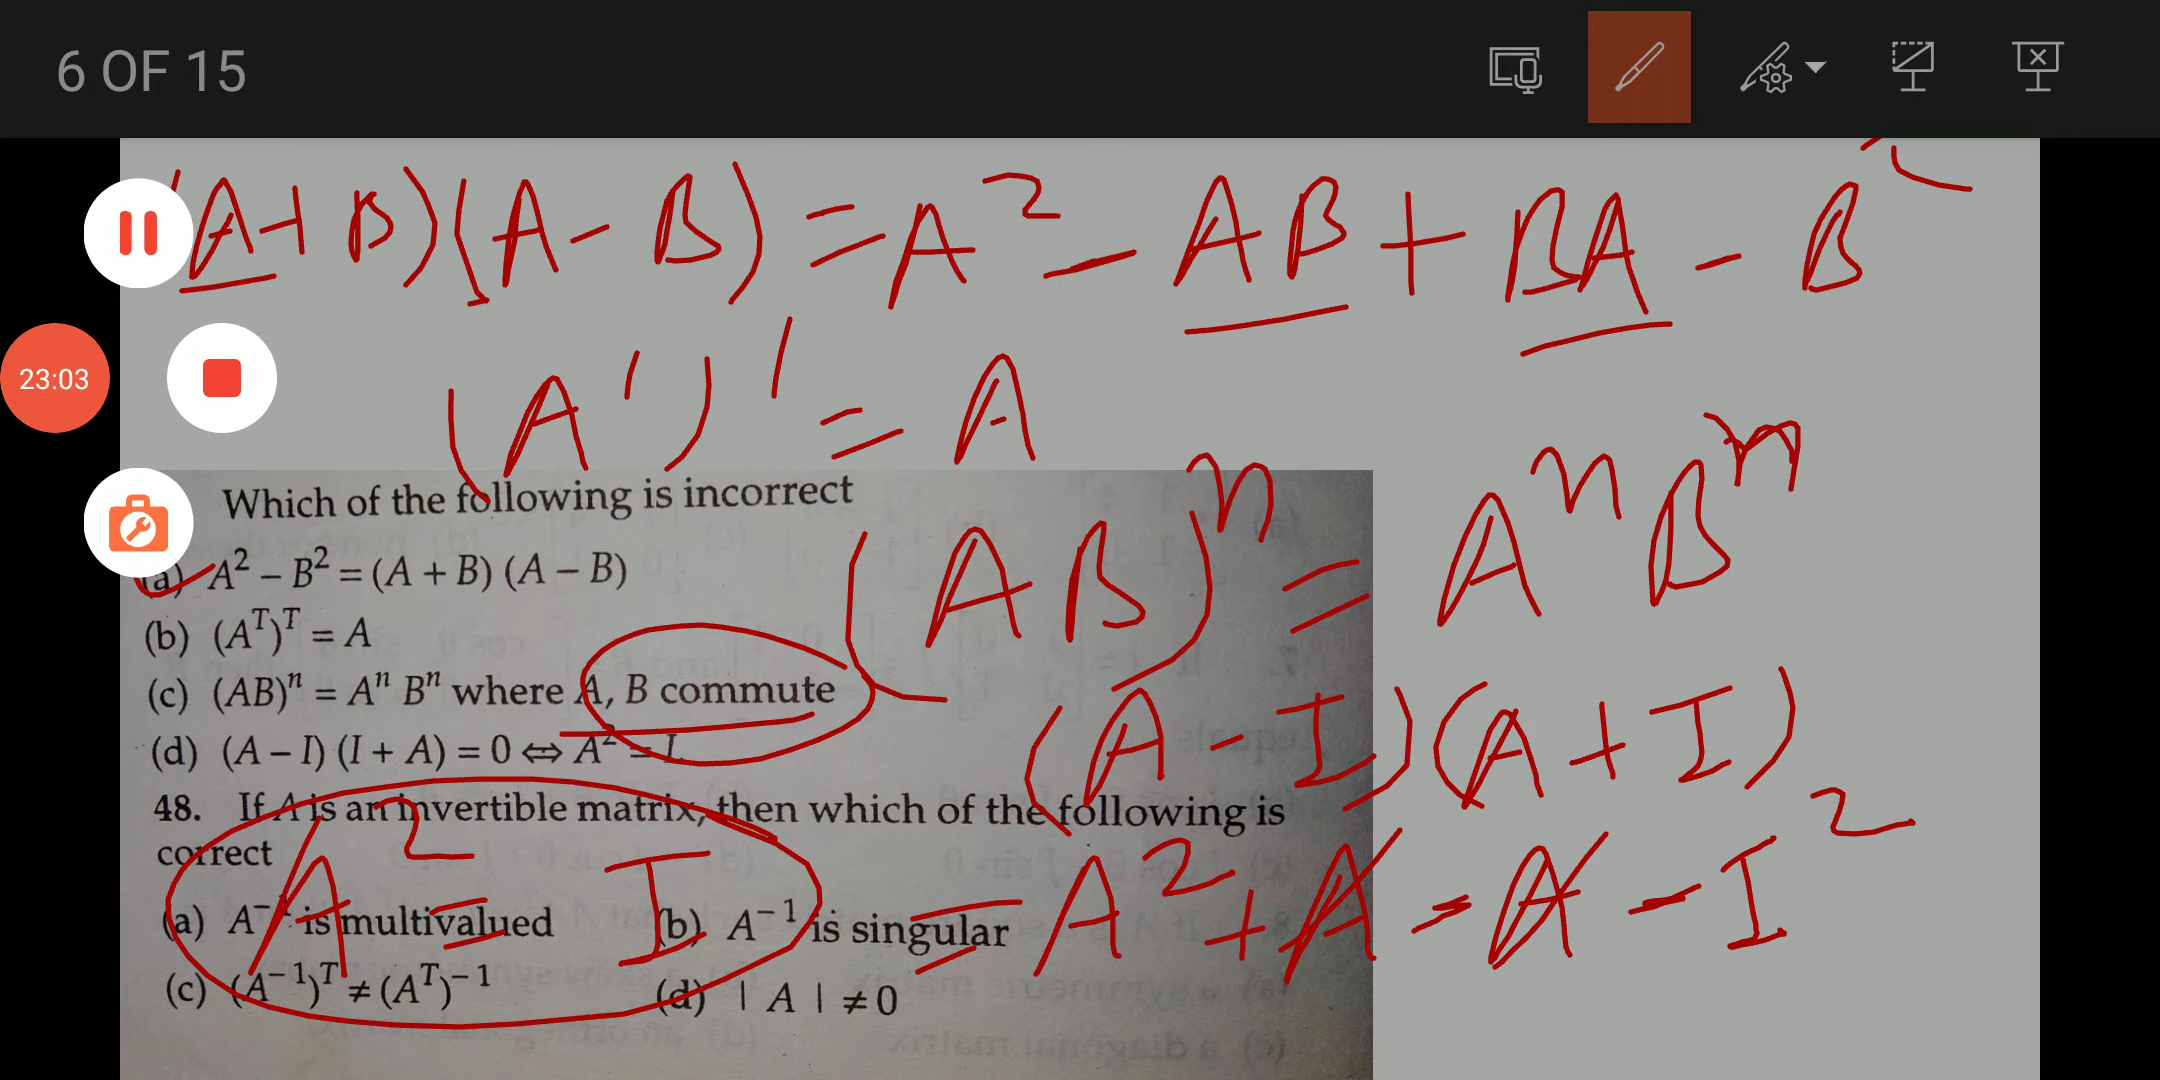 6 OF 15
(A+B)(A-B) = A² - AB + BA - B²
23:03
(A')' = A
Which of the following is incorrect
(a) A² – B² = (A + B) (A – B)
(b) (Aᵀ)ᵀ = A
(c) (AB)ⁿ = Aⁿ Bⁿ where A, B commute
(d) (A – I) (I + A) = 0 ⇔ A² = I
(AB)ⁿ = AⁿBⁿ
(A - I)(A + I)
= A² + A - A - I²
A² = I
48. If A is an invertible matrix, then which of the following is
correct
(a) A⁻¹ is multivalued (b) A⁻¹ is singular
(c) (A⁻¹)ᵀ ≠ (Aᵀ)⁻¹ (d) | A | ≠ 0